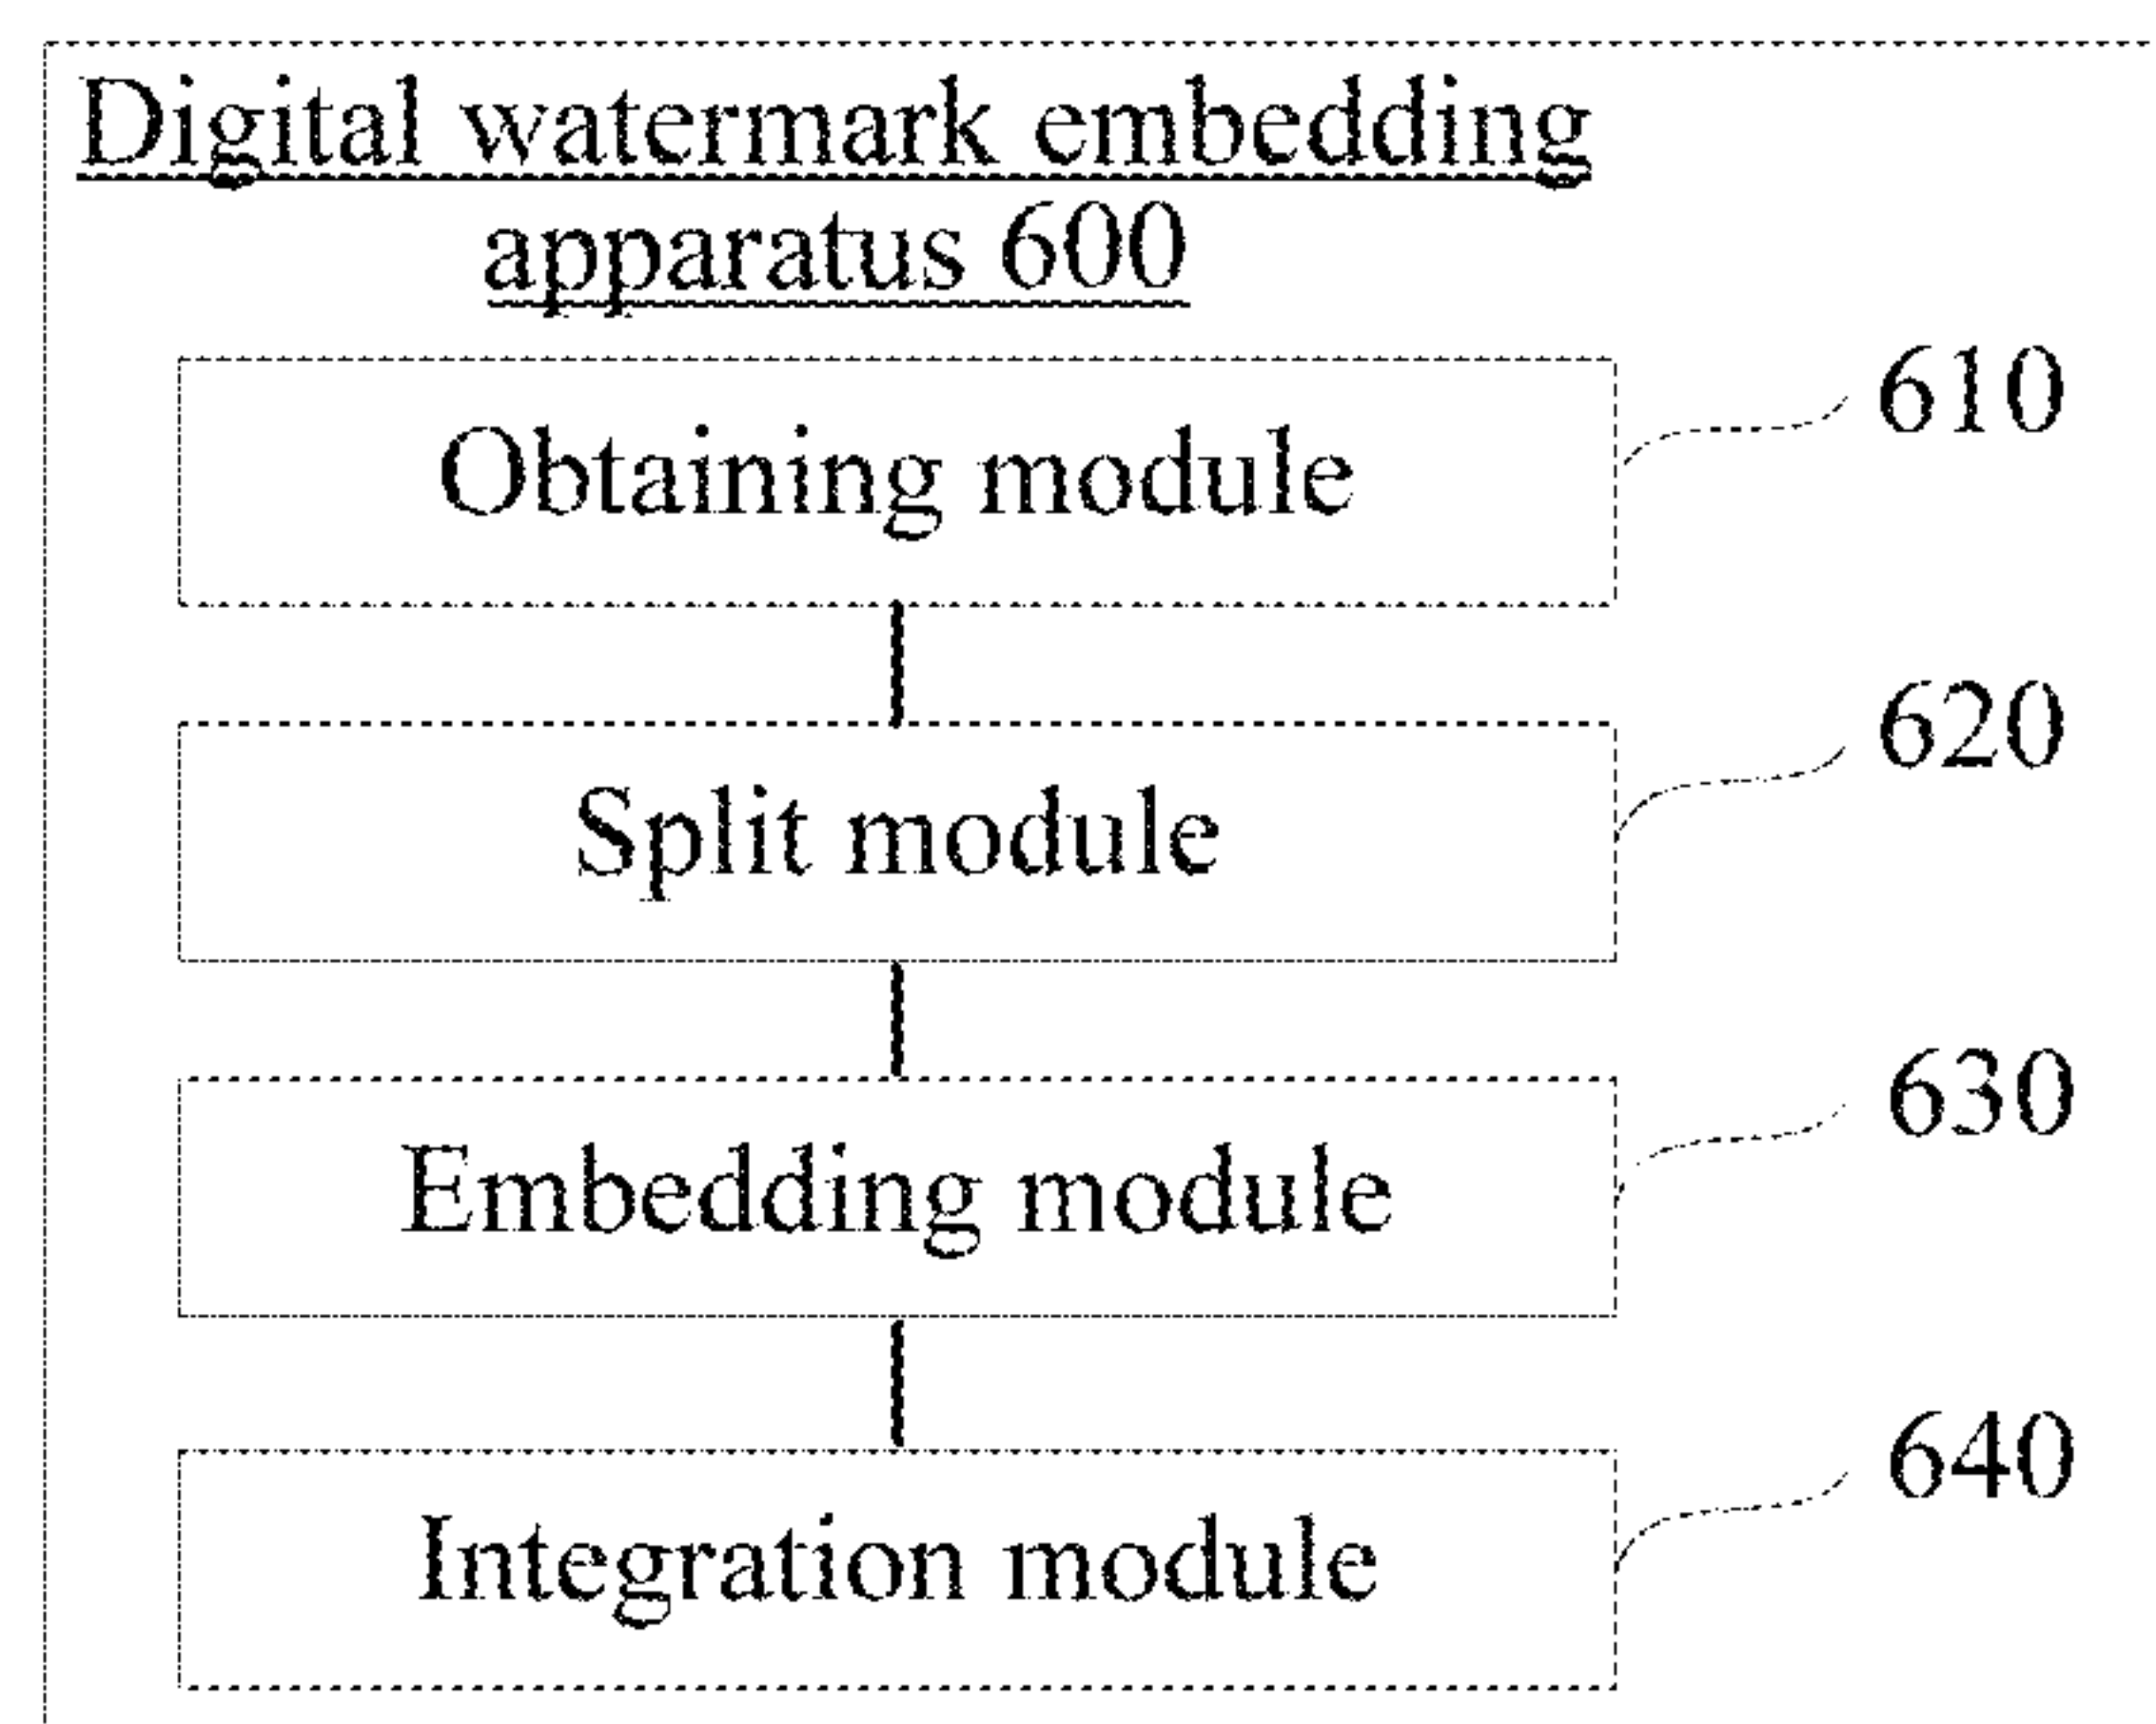 Digital watermark embedding
apparatus 600
610
Obtaining module
620
Split module
630
Embedding module
640
Integration module